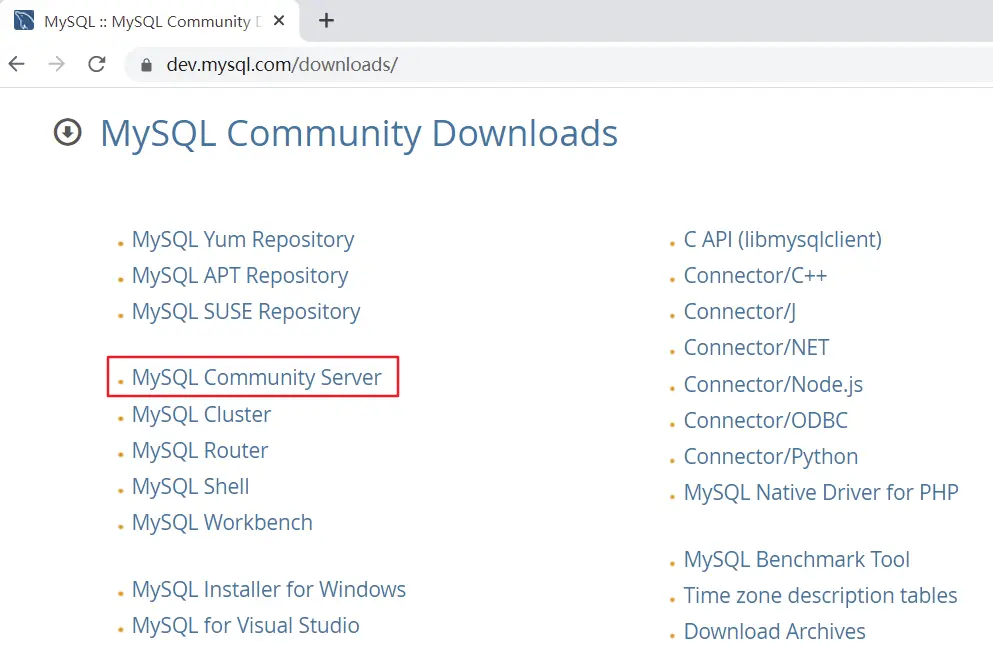 MySQL :: MySQL Community D
dev.mysql.com/downloads/
MySQL Community Downloads
MySQL Yum Repository
MySQL APT Repository
MySQL SUSE Repository
MySQL Community Server
MySQL Cluster
MySQL Router
MySQL Shell
MySQL Workbench
MySQL Installer for Windows
MySQL for Visual Studio
C API (libmysqlclient)
Connector/C++
Connector/J
Connector/NET
Connector/Node.js
Connector/ODBC
Connector/Python
MySQL Native Driver for PHP
MySQL Benchmark Tool
Time zone description tables
Download Archives